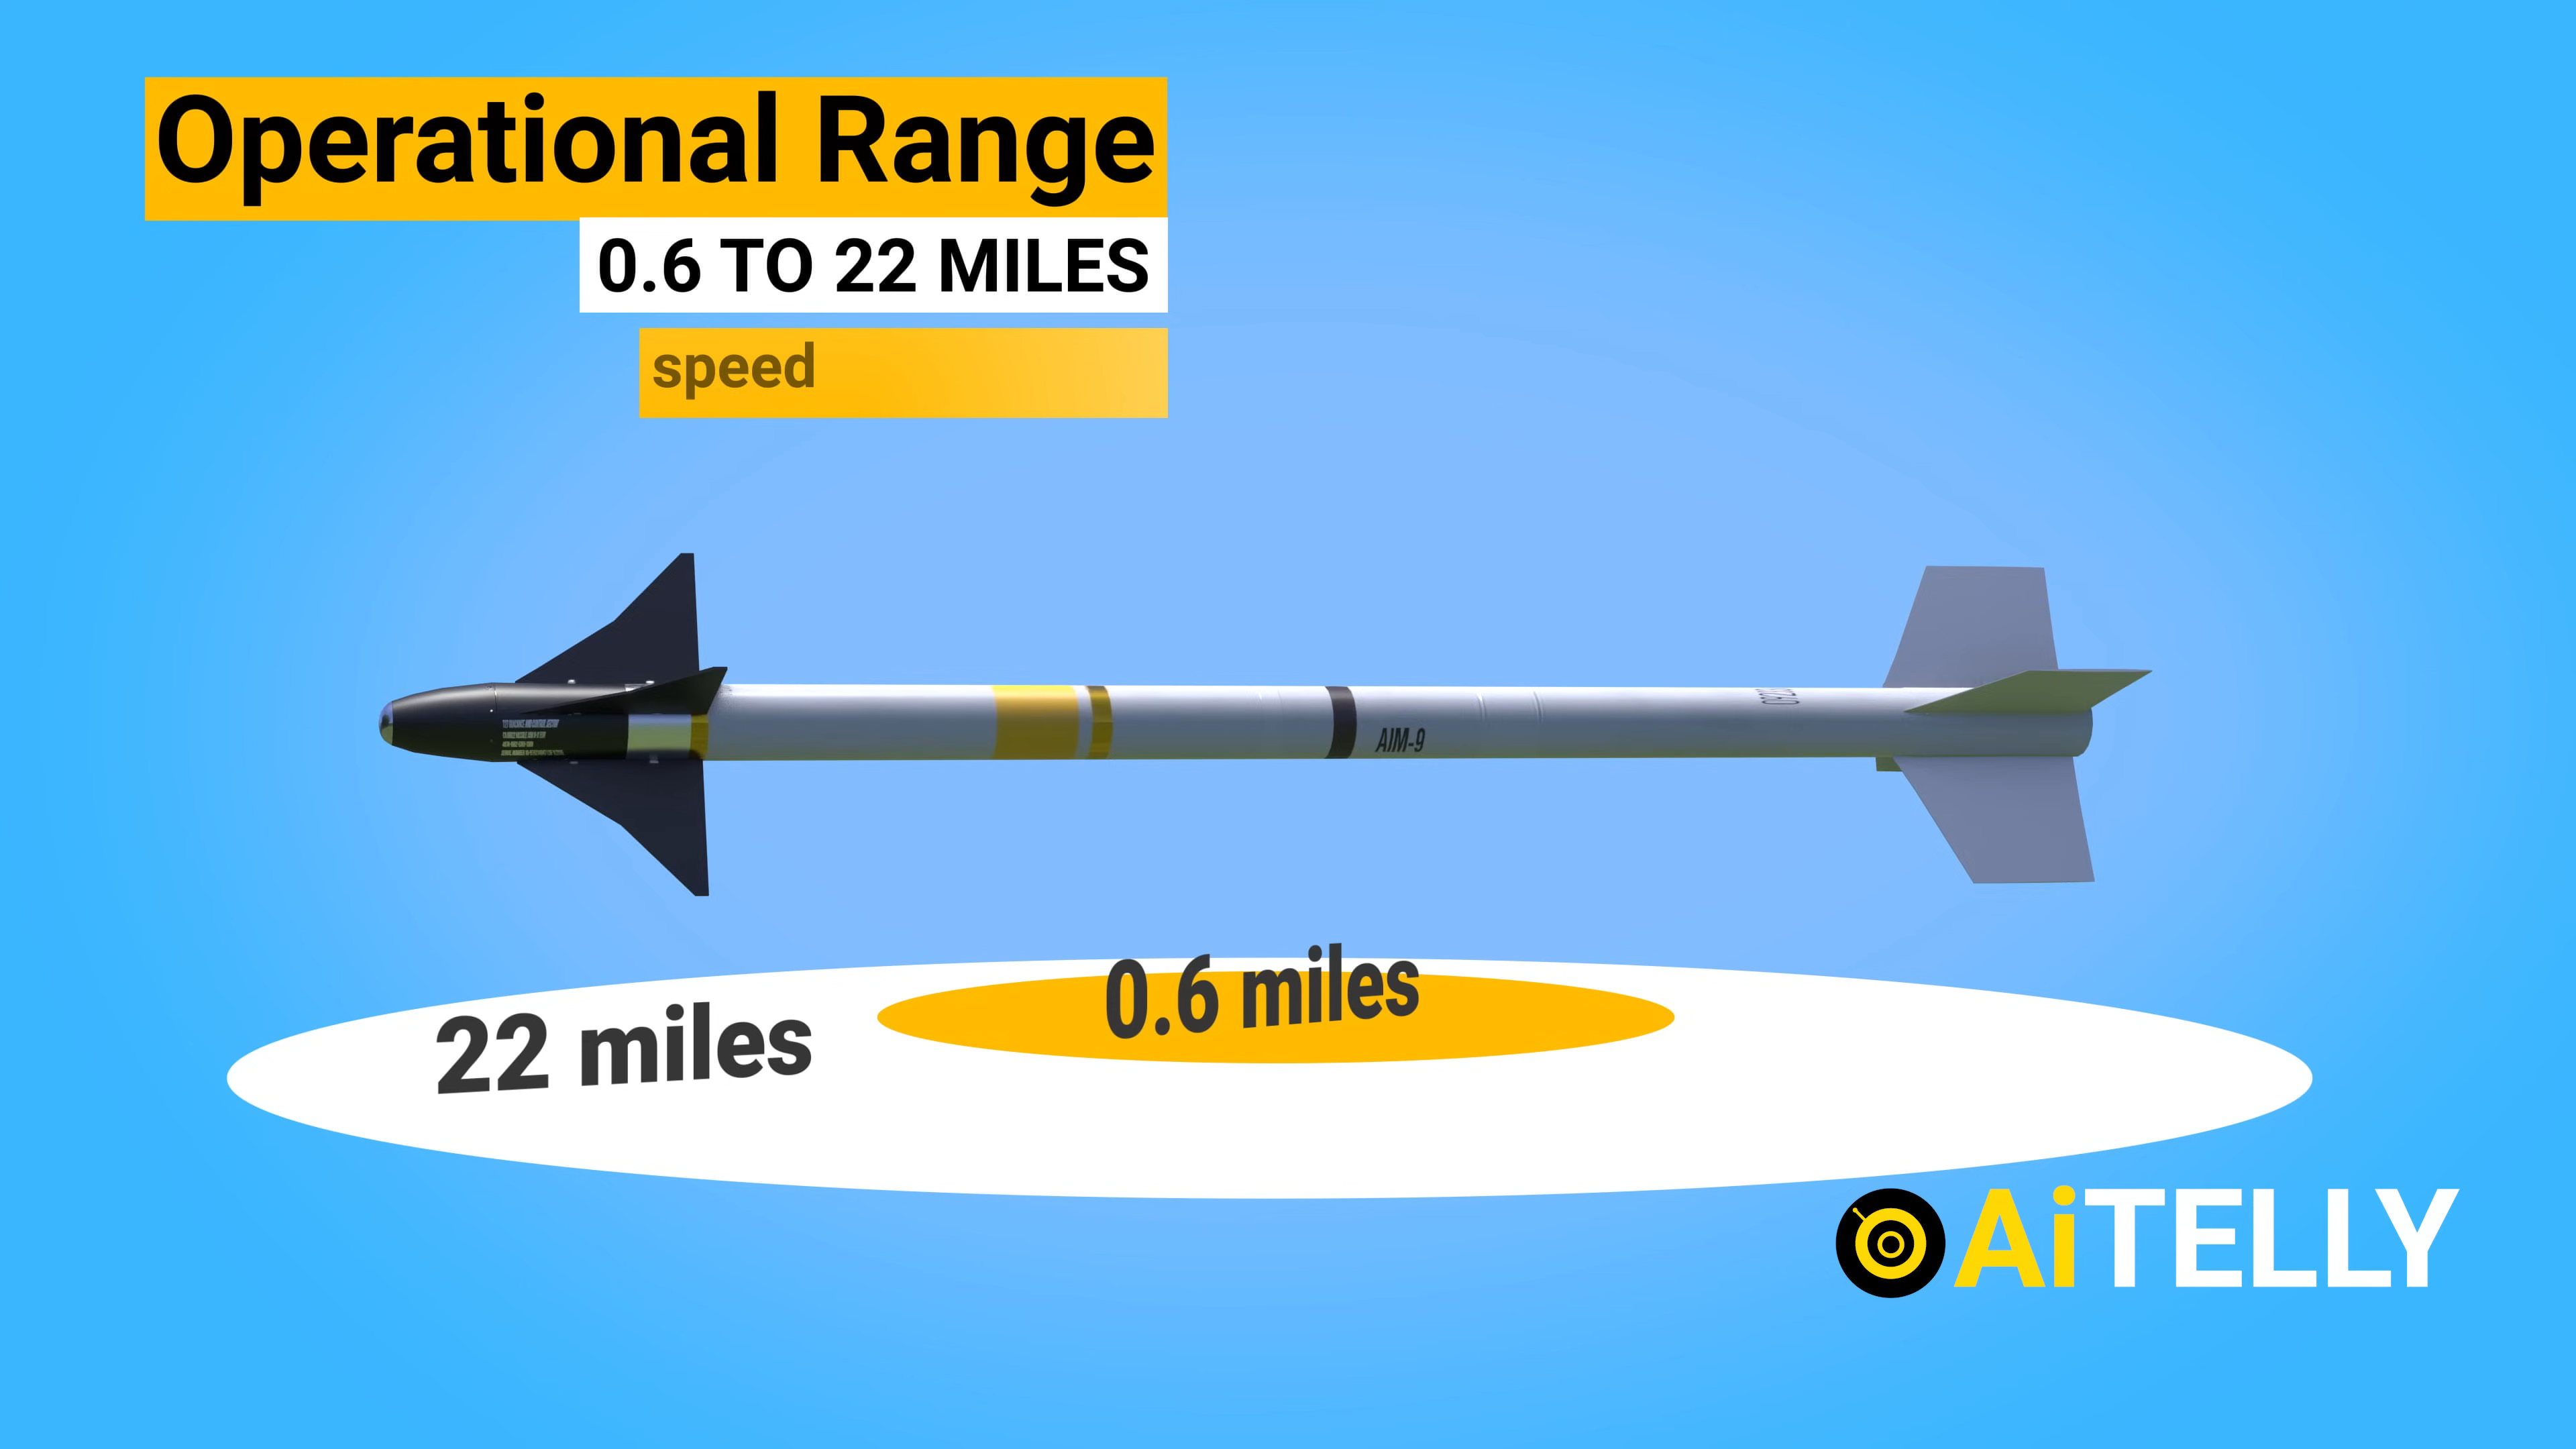 Operational Range
0.6 TO 22 MILES
speed
AIM-9
0.6 miles
22 miles
AiTELLY